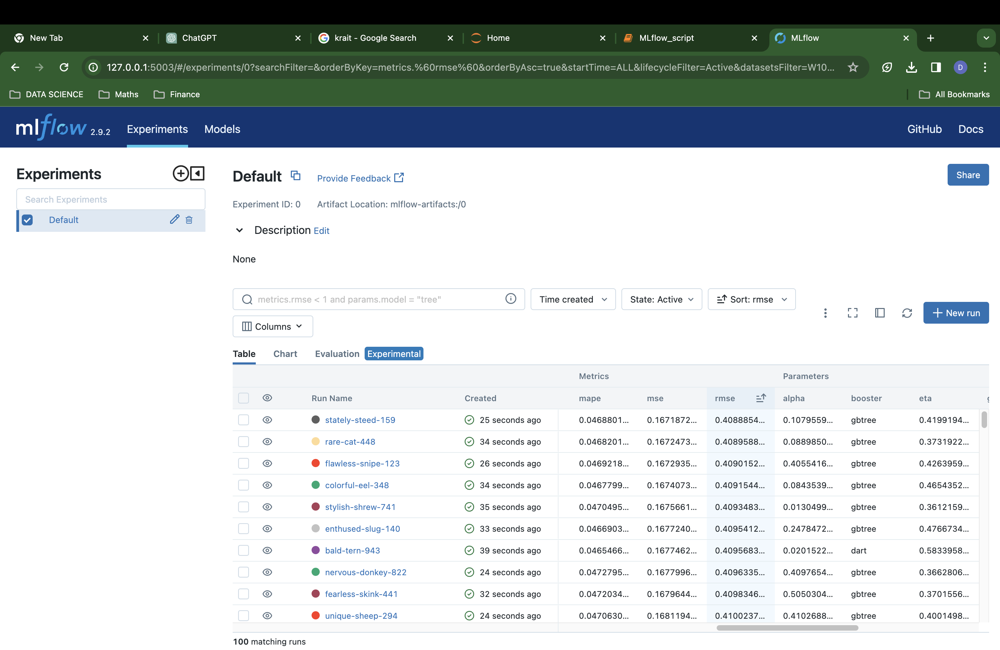 New Tab ChatGPT krait - Google Search Home MLflow_script MLflow
127.0.0.1:5003/#/experiments/0?searchFilter=&orderByKey=metrics.%60rmse%60&orderByAsc=true&startTime=ALL&lifecycleFilter=Active&datasetsFilter=W10... D
DATA SCIENCE Maths Finance All Bookmarks
mlflow 2.9.2 Experiments Models GitHub Docs
Experiments
Search Experiments
Default
Default Provide Feedback Share
Experiment ID: 0 Artifact Location: mlflow-artifacts:/0
Description Edit
None
metrics.rmse < 1 and params.model = "tree" Time created State: Active Sort: rmse
Columns New run
Table Chart Evaluation Experimental
Metrics Parameters
Run Name Created mape mse rmse alpha booster eta
stately-steed-159 25 seconds ago 0.0468801... 0.1671872... 0.4088854... 0.1079559... gbtree 0.4199194...
rare-cat-448 34 seconds ago 0.0468201... 0.1672473... 0.4089588... 0.0889850... gbtree 0.3731922...
flawless-snipe-123 26 seconds ago 0.0469218... 0.1672935... 0.4090152... 0.4055416... gbtree 0.4263959...
colorful-eel-348 34 seconds ago 0.0467799... 0.1674073... 0.4091544... 0.0843539... gbtree 0.4654352...
stylish-shrew-741 35 seconds ago 0.0470495... 0.1675661... 0.4093483... 0.0130499... gbtree 0.3612159...
enthused-slug-140 33 seconds ago 0.0466903... 0.1677240... 0.4095412... 0.2478472... gbtree 0.4766734...
bald-tern-943 39 seconds ago 0.0465466... 0.1677462... 0.4095683... 0.0201522... dart 0.5833958...
nervous-donkey-822 24 seconds ago 0.0472795... 0.1677996... 0.4096335... 0.4097654... gbtree 0.3662806...
fearless-skink-441 32 seconds ago 0.0472034... 0.1679644... 0.4098346... 0.5050304... gbtree 0.3701556...
unique-sheep-294 24 seconds ago 0.0470630... 0.1681194... 0.4100237... 0.4102688... gbtree 0.4001498...
100 matching runs